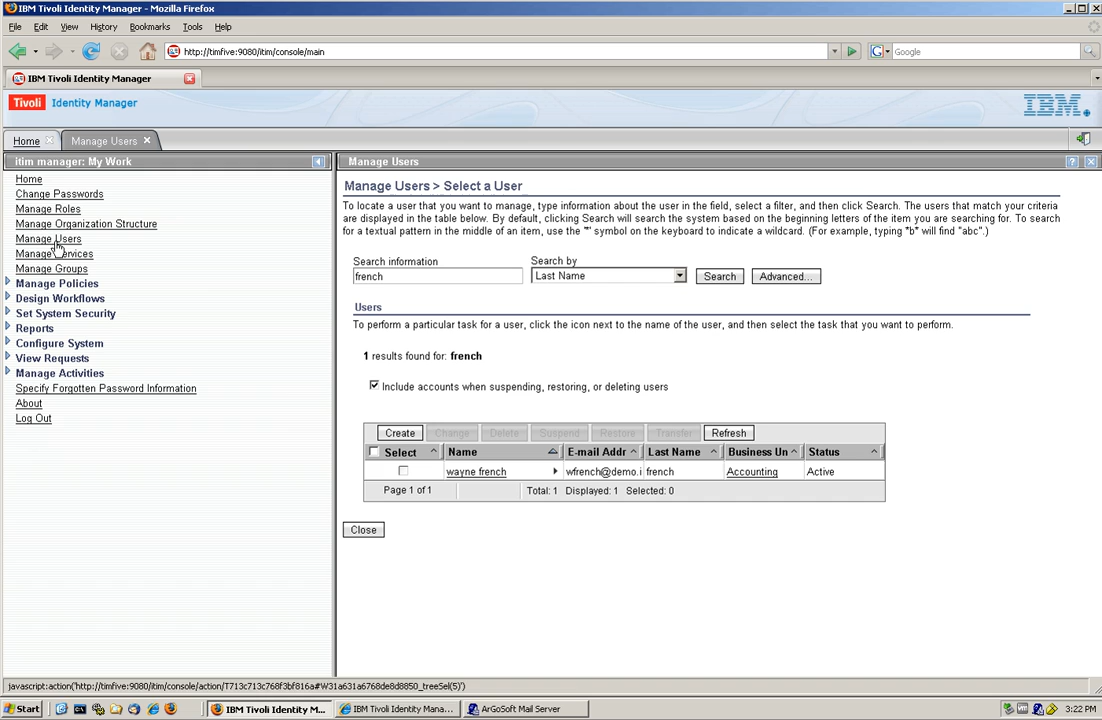 IBM Tivoli Identity Manager - Mozilla Firefox
File Edit View History Bookmarks Tools Help
http://timfive:9080/itim/console/main
G Google
IBM Tivoli Identity Manager
Tivoli Identity Manager
IBM
Home Manage Users
itim manager: My Work
Home
Change Passwords
Manage Roles
Manage Organization Structure
Manage Users
Manage Services
Manage Groups
Manage Policies
Design Workflows
Set System Security
Reports
Configure System
View Requests
Manage Activities
Specify Forgotten Password Information
About
Log Out
Manage Users
?
Manage Users > Select a User
To locate a user that you want to manage, type information about the user in the field, select a filter, and then click Search. The users that match your criteria
are displayed in the table below. By default, clicking Search will search the system based on the beginning letters of the item you are searching for. To search
for a textual pattern in the middle of an item, use the '*' symbol on the keyboard to indicate a wildcard. (For example, typing *b* will find "abc".)
Search information Search by
french Last Name Search Advanced...
Users
To perform a particular task for a user, click the icon next to the name of the user, and then select the task that you want to perform.
1 results found for: french
Include accounts when suspending, restoring, or deleting users
Create Change Delete Suspend Restore Transfer Refresh
Select Name E-mail Addr Last Name Business Un Status
wayne french wfrench@demo.i french Accounting Active
Page 1 of 1 Total: 1 Displayed: 1 Selected: 0
Close
javascript:action('http://timfive:9080/itim/console/action/T713c713c768f3bf816a#W31a631a6768de8d8850_treeSel(5)')
Start IBM Tivoli Identity M... IBM Tivoli Identity Mana... ArGoSoft Mail Server 3:22 PM